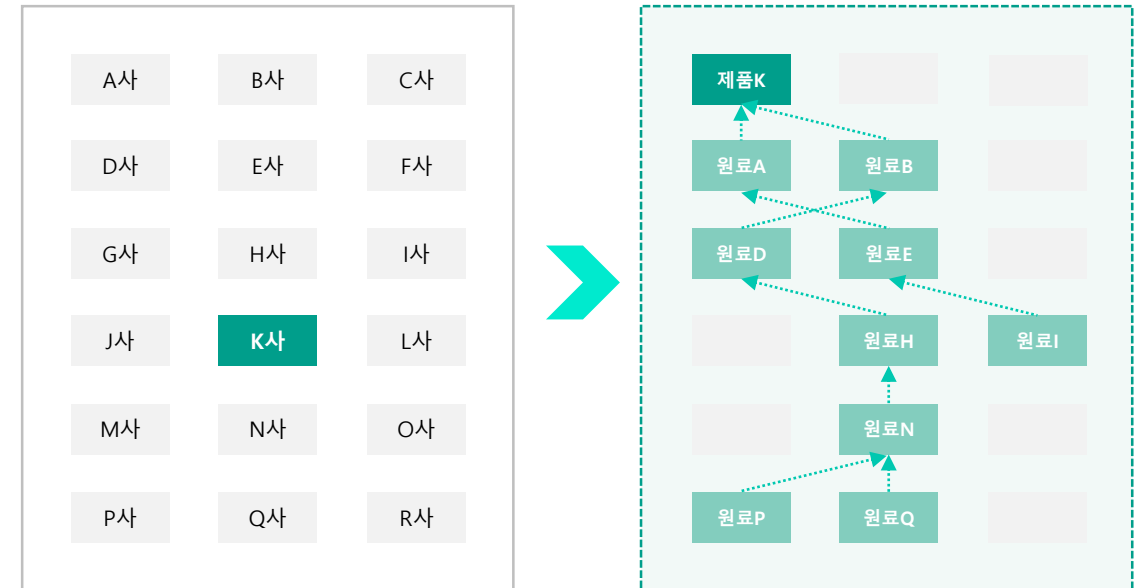 A사 B사 C사
D사 E사 F사
G사 H사 I사
J사 K사 L사
M사 N사 O사
P사 Q사 R사
제품K
원료A 원료B
원료D 원료E
원료H 원료I
원료N
원료P 원료Q